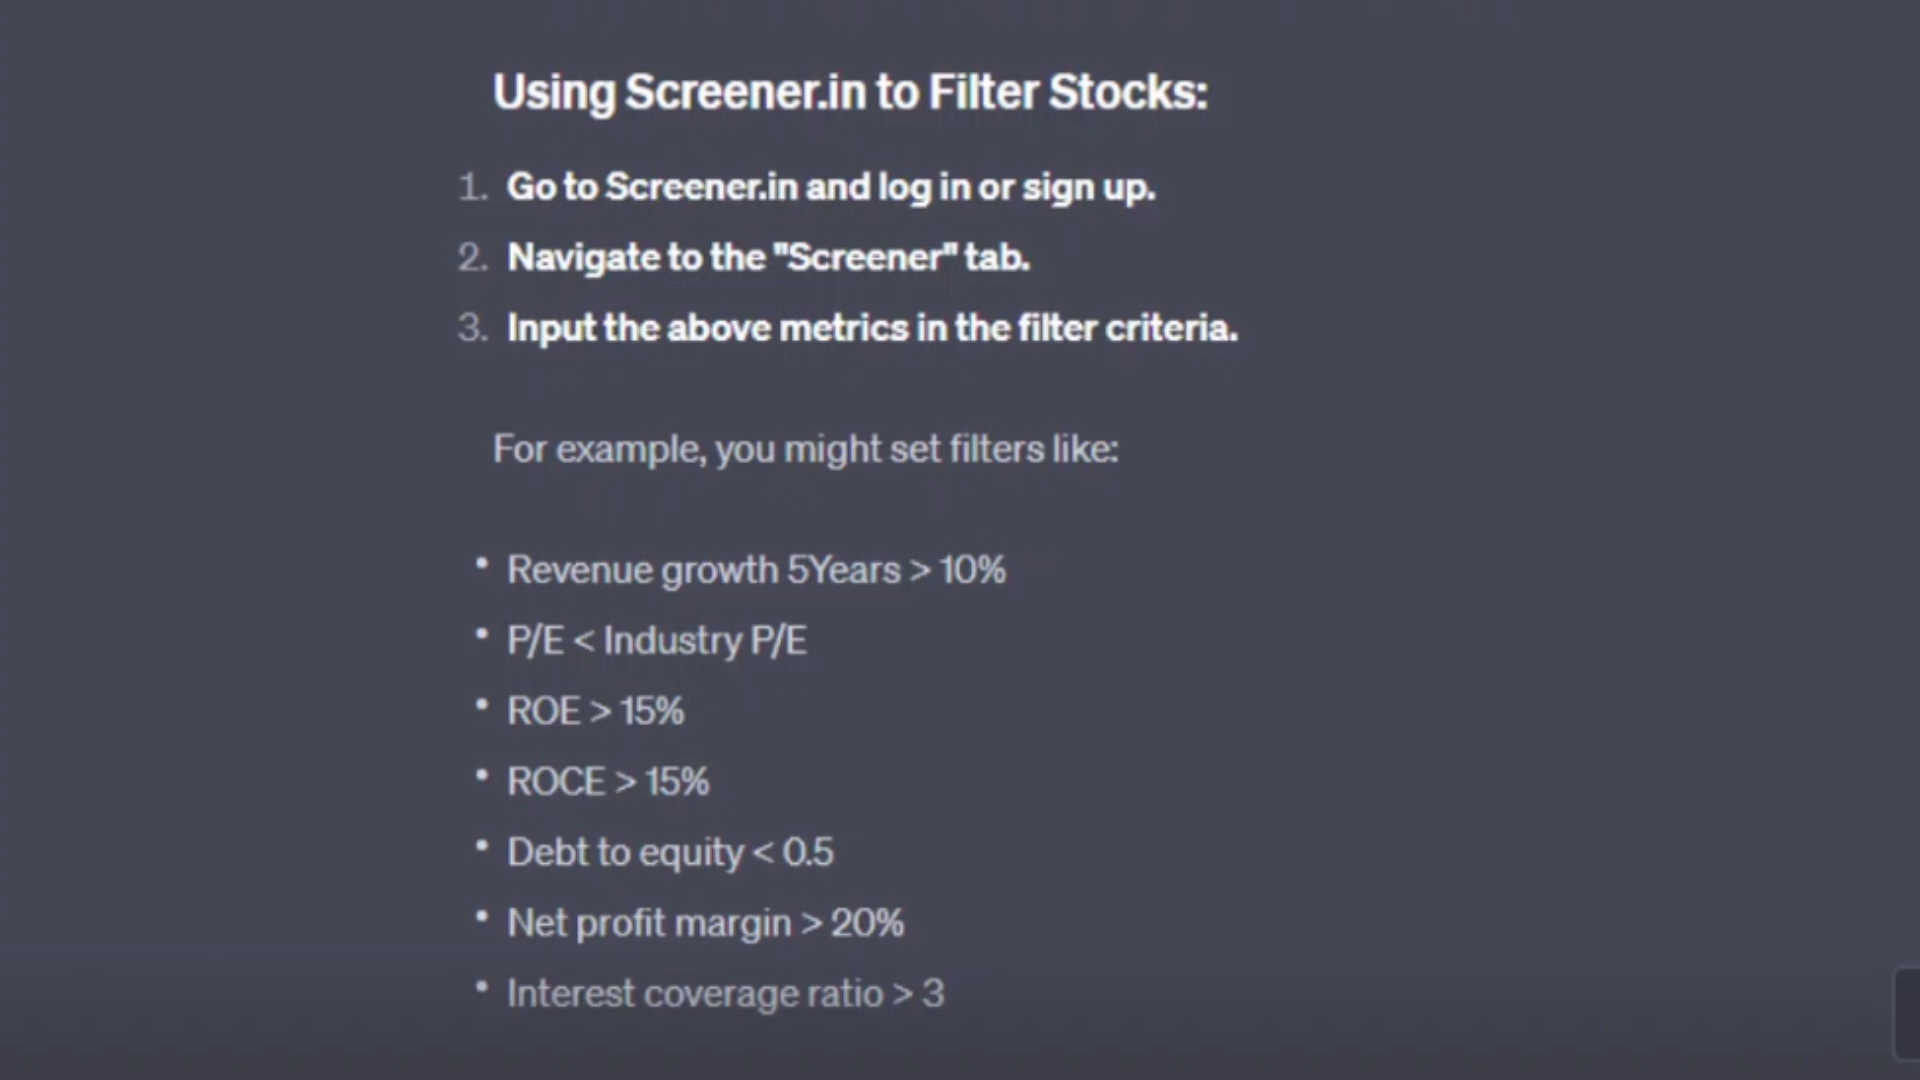 Using Screener.in to Filter Stocks:
1. Go to Screener.in and log in or sign up.
2. Navigate to the "Screener" tab.
3. Input the above metrics in the filter criteria.
For example, you might set filters like:
• Revenue growth 5Years > 10%
• P/E < Industry P/E
• ROE > 15%
• ROCE > 15%
• Debt to equity < 0.5
• Net profit margin > 20%
• Interest coverage ratio > 3